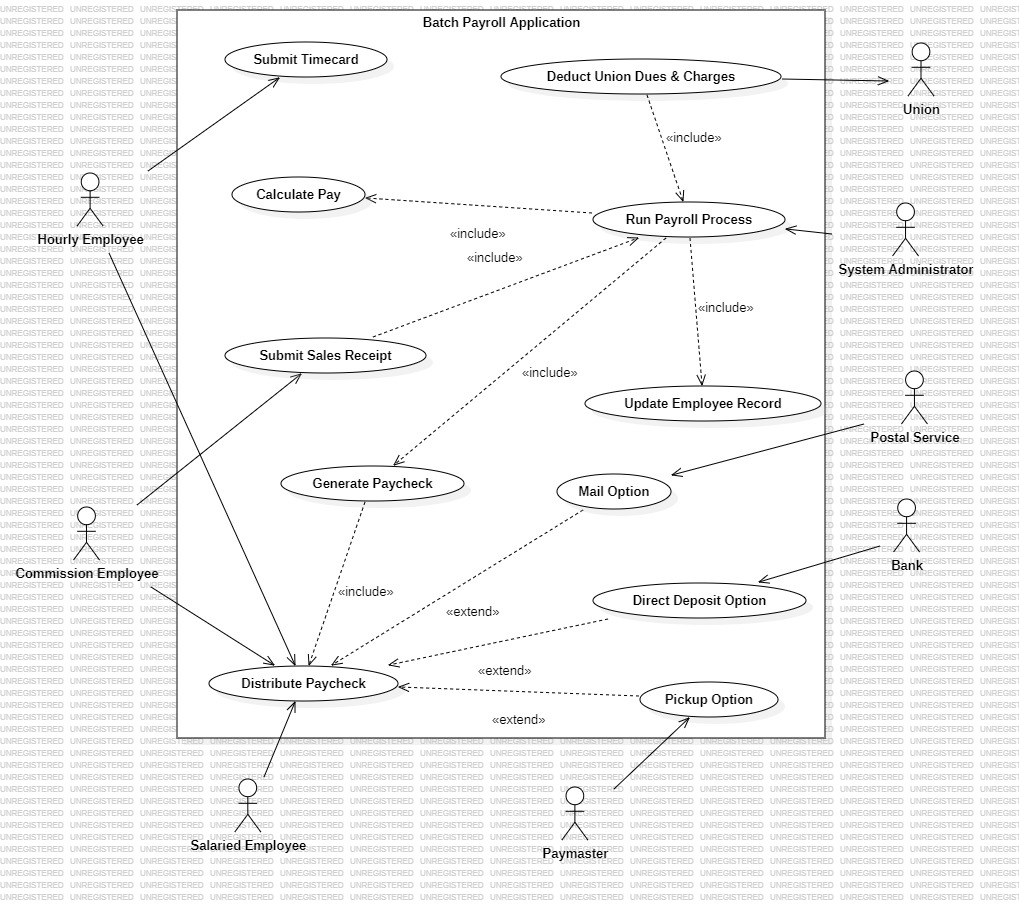 Batch Payroll Application
Submit Timecard
Deduct Union Dues & Charges
Union
«include»
Calculate Pay
Run Payroll Process
Hourly Employee
«include»
«include»
System Administrator
«include»
Submit Sales Receipt
«include»
Update Employee Record
Postal Service
Generate Paycheck
Mail Option
Commission Employee
Bank
«include»
Direct Deposit Option
«extend»
«extend»
Distribute Paycheck
Pickup Option
«extend»
Salaried Employee
Paymaster
UNREGISTERED